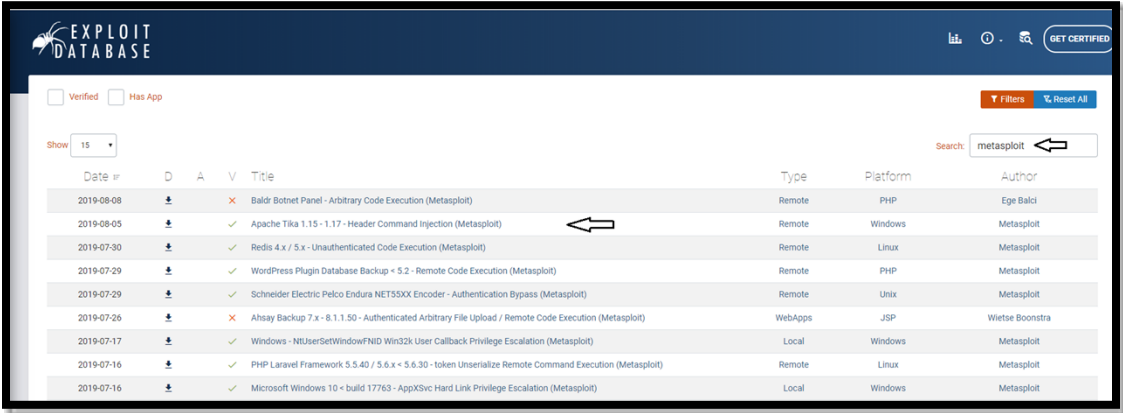 EXPLOIT
DATABASE
GET CERTIFIED
Verified Has App
Filters Reset All
Show 15 Search: metasploit
Date D A V Title Type Platform Author
2019-08-08 Baldr Botnet Panel - Arbitrary Code Execution (Metasploit) Remote PHP Ege Balci
2019-08-05 Apache Tika 1.15 - 1.17 - Header Command Injection (Metasploit) Remote Windows Metasploit
2019-07-30 Redis 4.x / 5.x - Unauthenticated Code Execution (Metasploit) Remote Linux Metasploit
2019-07-29 WordPress Plugin Database Backup < 5.2 - Remote Code Execution (Metasploit) Remote PHP Metasploit
2019-07-29 Schneider Electric Pelco Endura NET55XX Encoder - Authentication Bypass (Metasploit) Remote Unix Metasploit
2019-07-26 Ahsay Backup 7.x - 8.1.1.50 - Authenticated Arbitrary File Upload / Remote Code Execution (Metasploit) WebApps JSP Wietse Boonstra
2019-07-17 Windows - NtUserSetWindowFNID Win32k User Callback Privilege Escalation (Metasploit) Local Windows Metasploit
2019-07-16 PHP Laravel Framework 5.5.40 / 5.6.x < 5.6.30 - token Unserialize Remote Command Execution (Metasploit) Remote Linux Metasploit
2019-07-16 Microsoft Windows 10 < build 17763 - AppXSvc Hard Link Privilege Escalation (Metasploit) Local Windows Metasploit